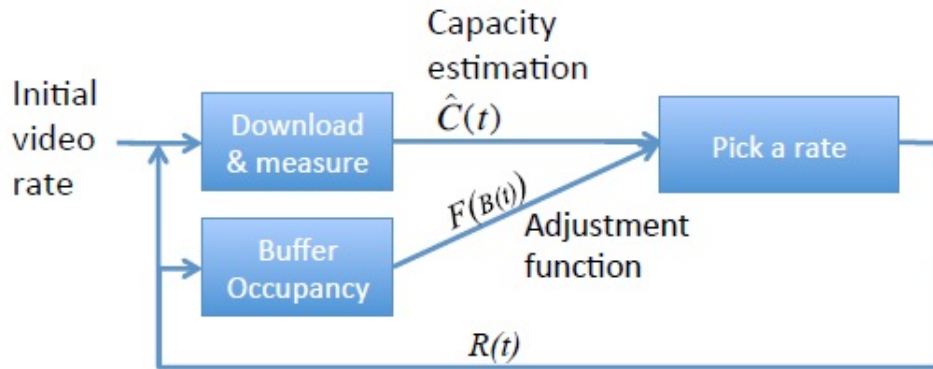 Capacity
estimation
Initial
video
rate
Download
& measure
Ĉ(t)
Pick a rate
F(B(t))
Adjustment
function
Buffer
Occupancy
R(t)